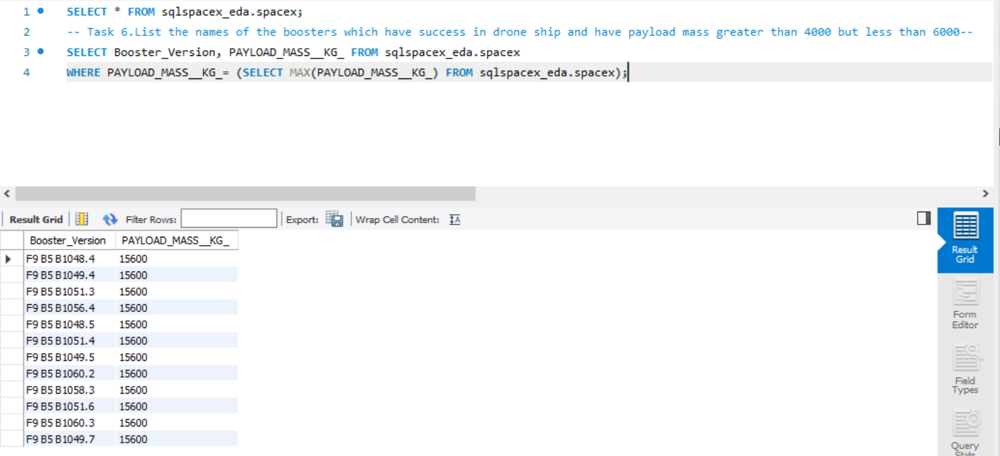 1 SELECT * FROM sqlspacex_eda.spacex;
2 -- Task 6.List the names of the boosters which have success in drone ship and have payload mass greater than 4000 but less than 6000--
3 SELECT Booster_Version, PAYLOAD_MASS__KG_ FROM sqlspacex_eda.spacex
4 WHERE PAYLOAD_MASS__KG_= (SELECT MAX(PAYLOAD_MASS__KG_) FROM sqlspacex_eda.spacex);
Result Grid Filter Rows: Export: Wrap Cell Content:
Booster_Version PAYLOAD_MASS__KG_
F9 B5 B1048.4 15600
F9 B5 B1049.4 15600
F9 B5 B1051.3 15600
F9 B5 B1056.4 15600
F9 B5 B1048.5 15600
F9 B5 B1051.4 15600
F9 B5 B1049.5 15600
F9 B5 B1060.2 15600
F9 B5 B1058.3 15600
F9 B5 B1051.6 15600
F9 B5 B1060.3 15600
F9 B5 B1049.7 15600
Result
Grid
Form
Editor
Field
Types
Query
Stats